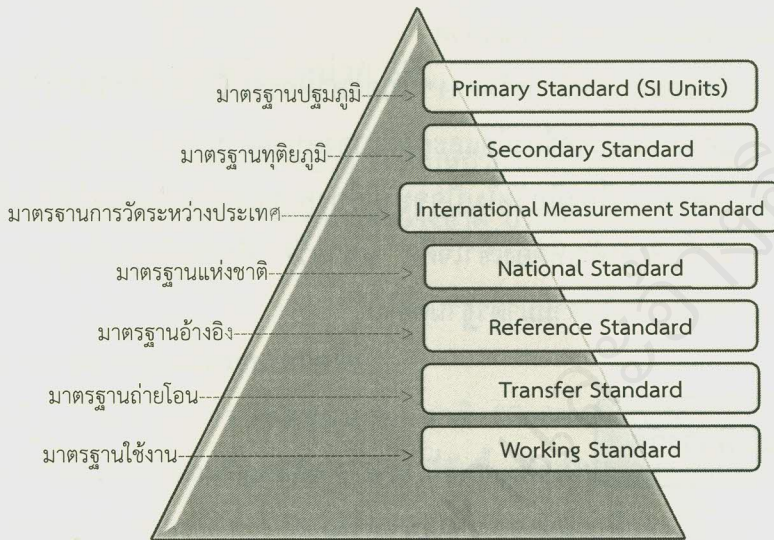 มาตรฐานปฐมภูมิ Primary Standard (SI Units)
มาตรฐานทุติยภูมิ Secondary Standard
มาตรฐานการวัดระหว่างประเทศ International Measurement Standard
มาตรฐานแห่งชาติ National Standard
มาตรฐานอ้างอิง Reference Standard
มาตรฐานถ่ายโอน Transfer Standard
มาตรฐานใช้งาน Working Standard